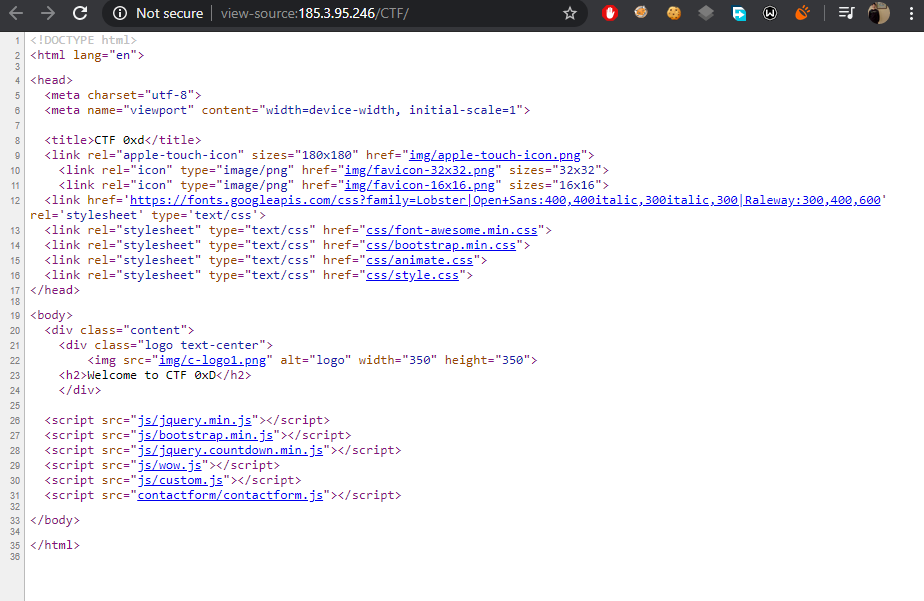 Not secure | view-source:185.3.95.246/CTF/
1 <!DOCTYPE html>
2 <html lang="en">
3
4 <head>
5 <meta charset="utf-8">
6 <meta name="viewport" content="width=device-width, initial-scale=1">
7
8 <title>CTF 0xd</title>
9 <link rel="apple-touch-icon" sizes="180x180" href="img/apple-touch-icon.png">
10 <link rel="icon" type="image/png" href="img/favicon-32x32.png" sizes="32x32">
11 <link rel="icon" type="image/png" href="img/favicon-16x16.png" sizes="16x16">
12 <link href='https://fonts.googleapis.com/css?family=Lobster|Open+Sans:400,400italic,300italic,300|Raleway:300,400,600'
rel='stylesheet' type='text/css'>
13 <link rel="stylesheet" type="text/css" href="css/font-awesome.min.css">
14 <link rel="stylesheet" type="text/css" href="css/bootstrap.min.css">
15 <link rel="stylesheet" type="text/css" href="css/animate.css">
16 <link rel="stylesheet" type="text/css" href="css/style.css">
17 </head>
18
19 <body>
20 <div class="content">
21 <div class="logo text-center">
22 <img src="img/c-logo1.png" alt="logo" width="350" height="350">
23 <h2>Welcome to CTF 0xD</h2>
24 </div>
25
26 <script src="js/jquery.min.js"></script>
27 <script src="js/bootstrap.min.js"></script>
28 <script src="js/jquery.countdown.min.js"></script>
29 <script src="js/wow.js"></script>
30 <script src="js/custom.js"></script>
31 <script src="contactform/contactform.js"></script>
32
33 </body>
34
35 </html>
36